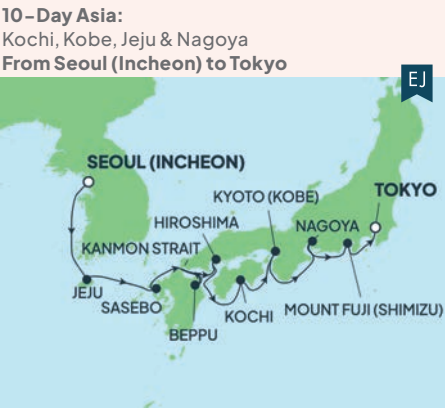 10-Day Asia:
Kochi, Kobe, Jeju & Nagoya
From Seoul (Incheon) to Tokyo
EJ
SEOUL (INCHEON)
TOKYO
KYOTO (KOBE)
HIROSHIMA
NAGOYA
KANMON STRAIT
JEJU
SASEBO
KOCHI
MOUNT FUJI (SHIMIZU)
BEPPU